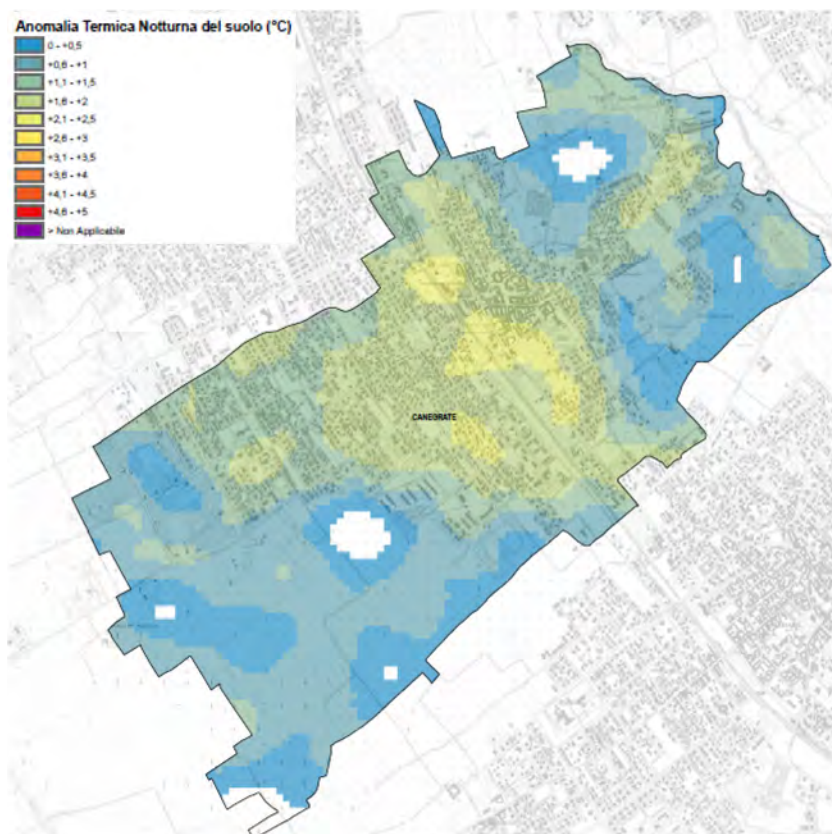 Anomalia Termica Notturna del suolo (°C)
0 - +0,5
+0,6 - +1
+1,1 - +1,5
+1,6 - +2
+2,1 - +2,5
+2,6 - +3
+3,1 - +3,5
+3,6 - +4
+4,1 - +4,5
+4,6 - +5
> Non Applicabile
CANEGRATE